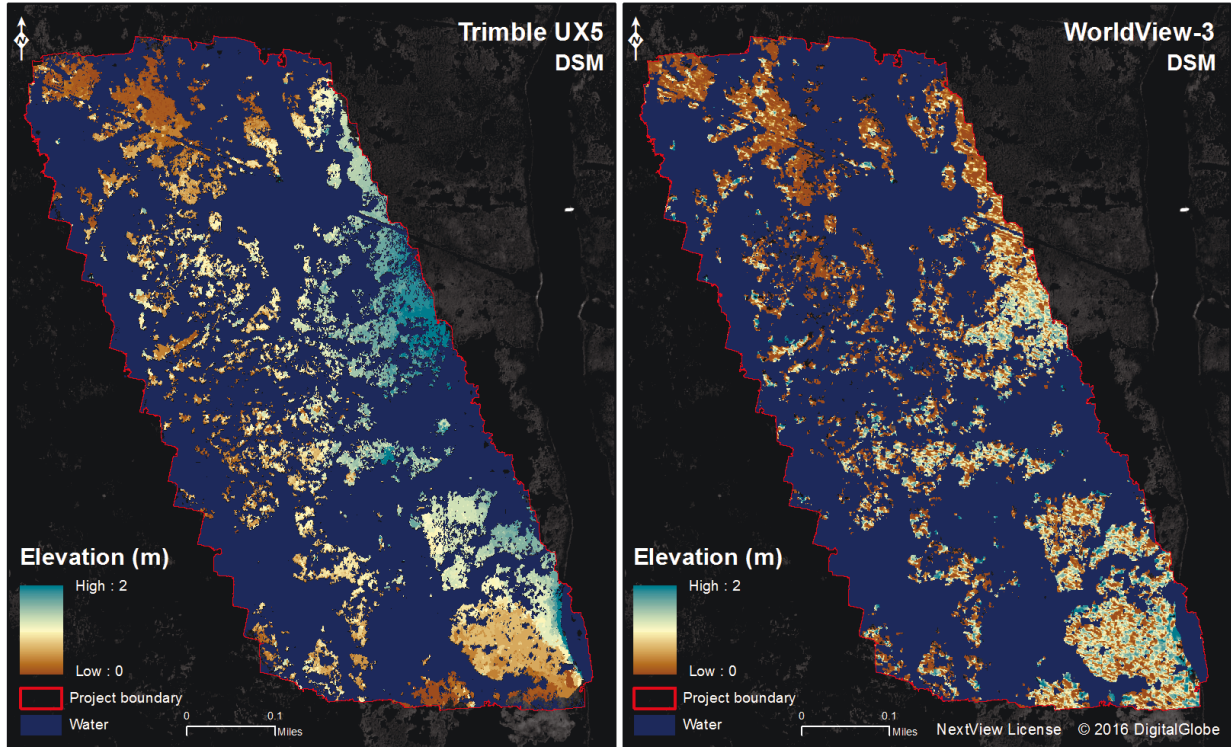 N
Trimble UX5
DSM
Elevation (m)
High : 2
Low : 0
Project boundary
Water
0
0.1
Miles
N
WorldView-3
DSM
Elevation (m)
High : 2
Low : 0
Project boundary
Water
0
0.1
Miles
NextView License © 2016 DigitalGlobe